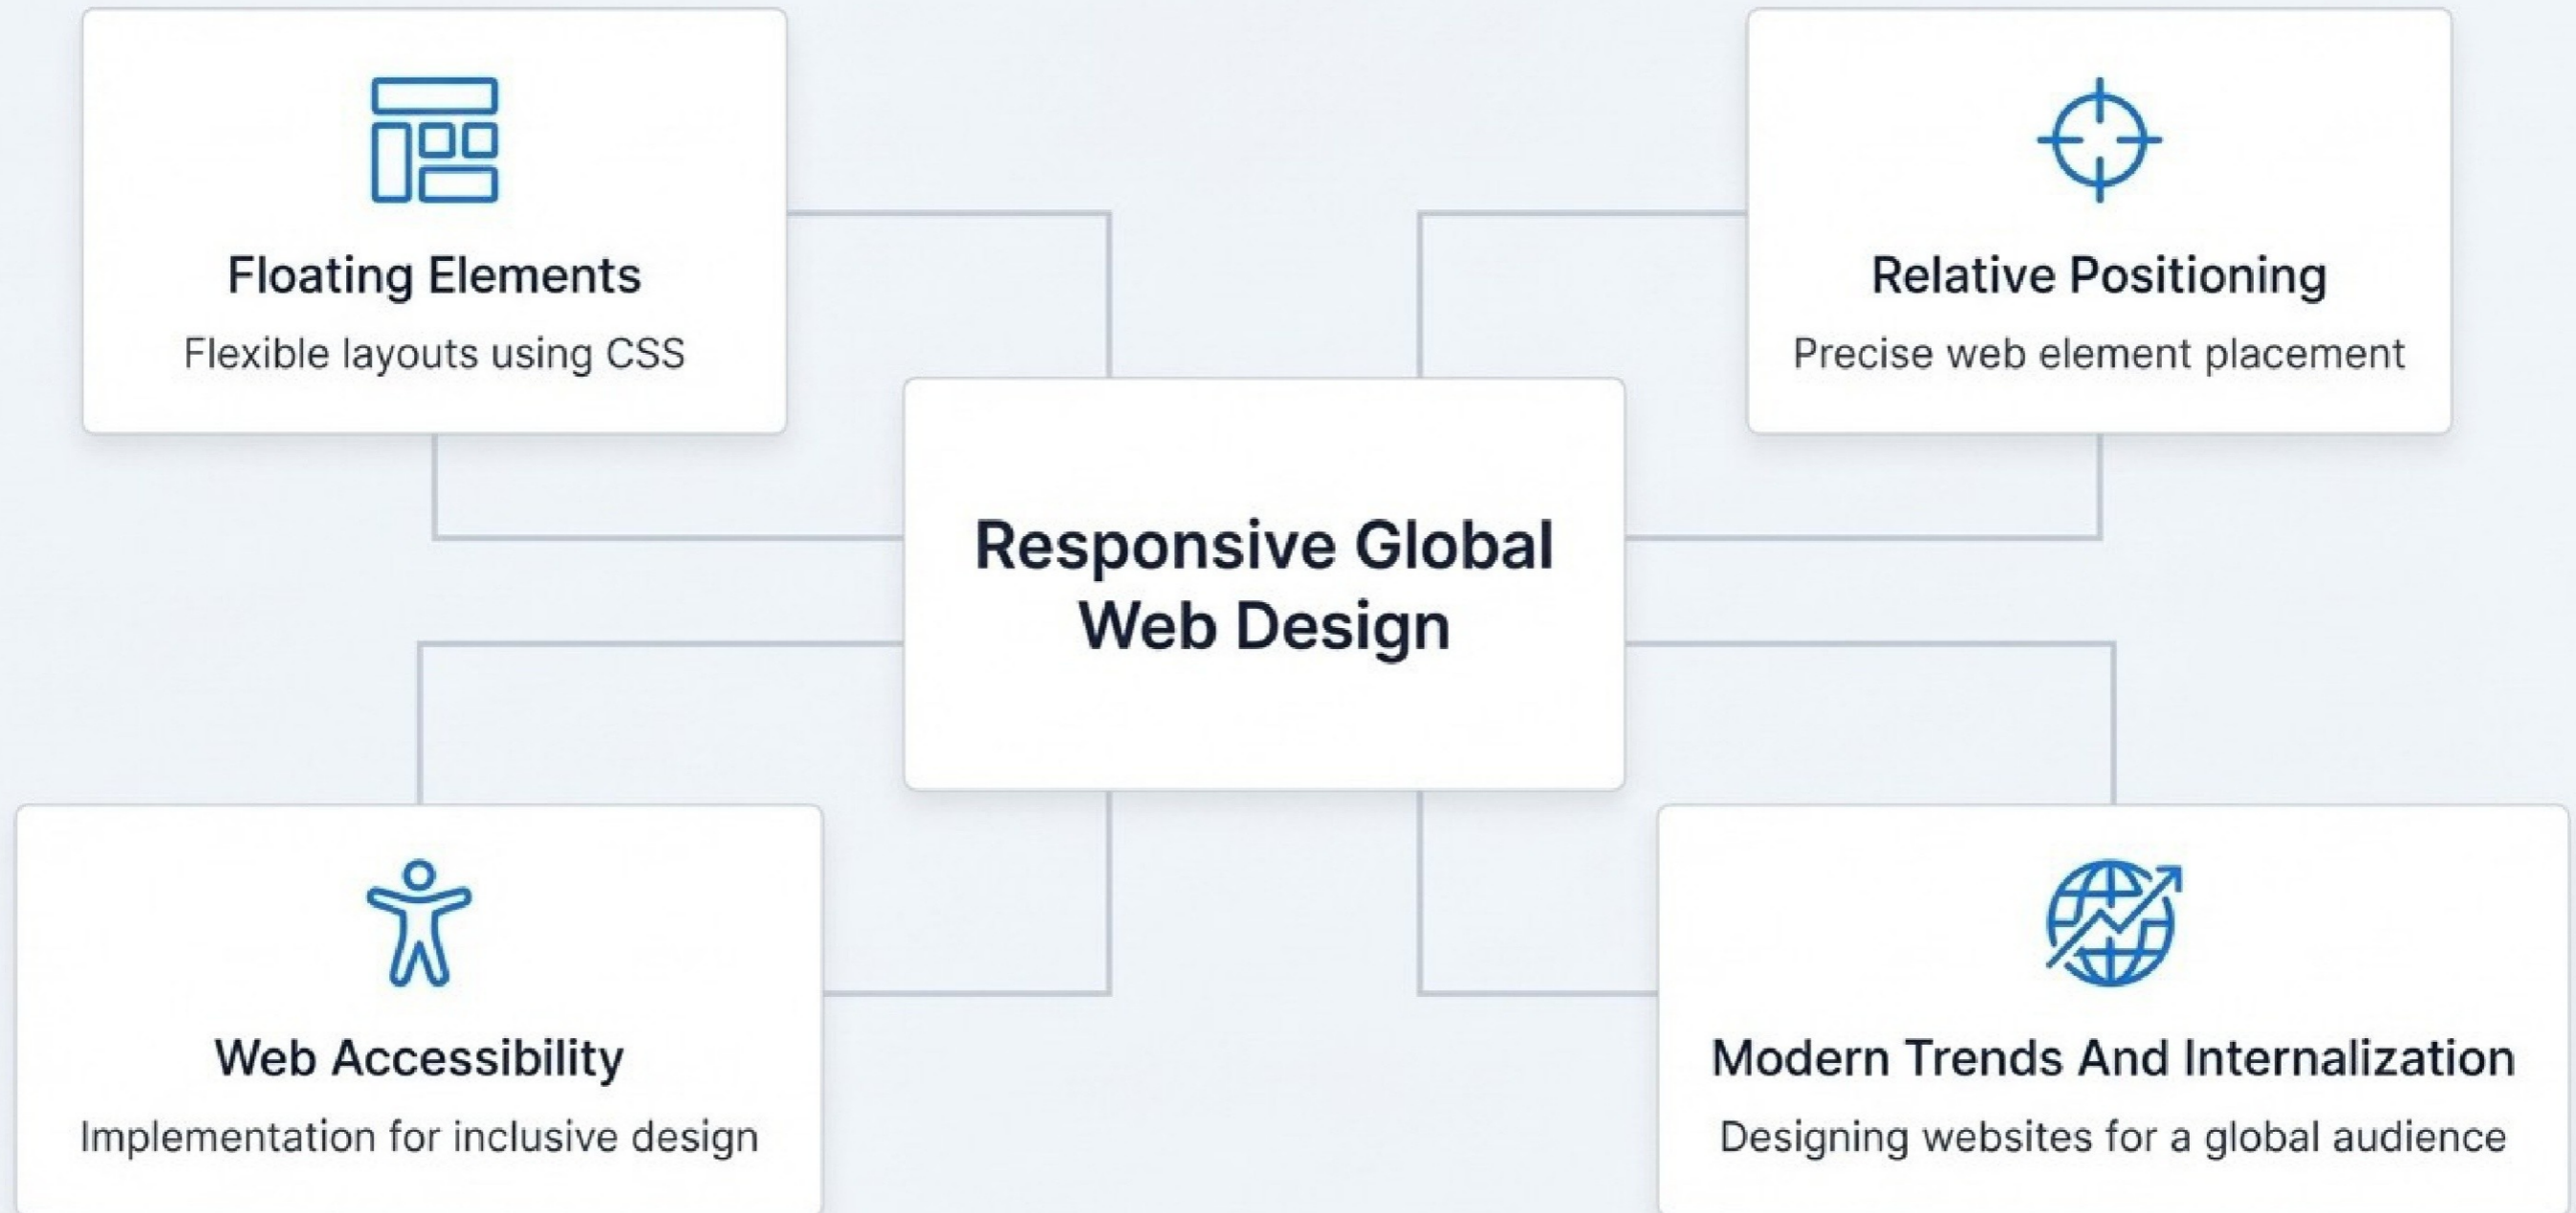 Floating Elements
Flexible layouts using CSS
Relative Positioning
Precise web element placement
Responsive Global
Web Design
Web Accessibility
Implementation for inclusive design
Modern Trends And Internalization
Designing websites for a global audience